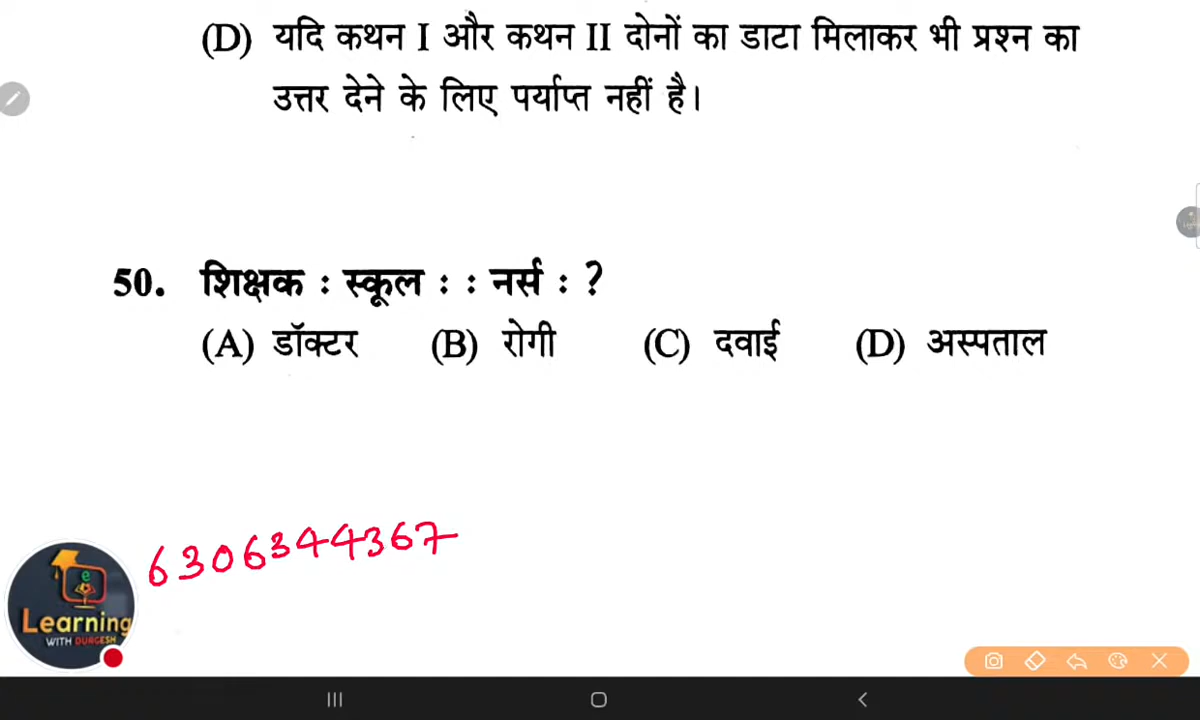 (D) यदि कथन I और कथन II दोनों का डाटा मिलाकर भी प्रश्न का
उत्तर देने के लिए पर्याप्त नहीं है।
50. शिक्षक : स्कूल : : नर्स : ?
(A) डॉक्टर (B) रोगी (C) दवाई (D) अस्पताल
6306344367
e
Learning
WITH DURGESH